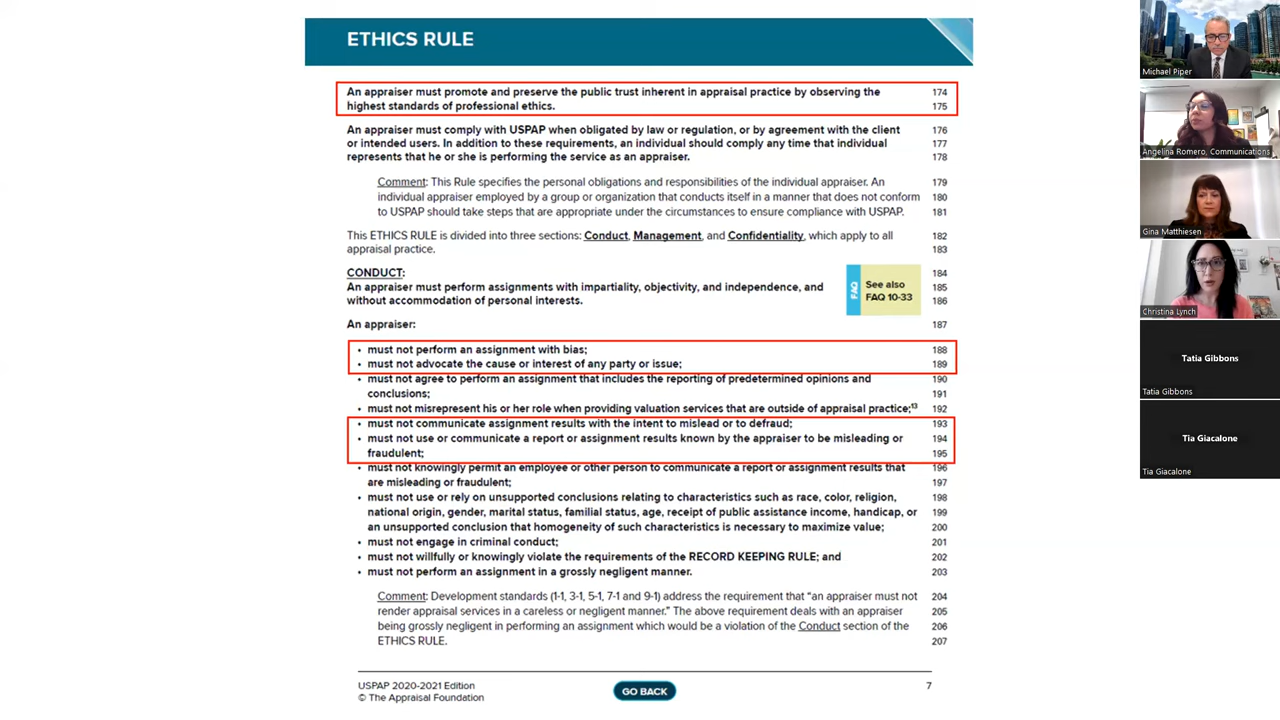 ETHICS RULE
An appraiser must promote and preserve the public trust inherent in appraisal practice by observing the 174
highest standards of professional ethics. 175
An appraiser must comply with USPAP when obligated by law or regulation, or by agreement with the client 176
or intended users. In addition to these requirements, an individual should comply any time that individual 177
represents that he or she is performing the service as an appraiser. 178
Comment: This Rule specifies the personal obligations and responsibilities of the individual appraiser. An 179
individual appraiser employed by a group or organization that conducts itself in a manner that does not conform 180
to USPAP should take steps that are appropriate under the circumstances to ensure compliance with USPAP. 181
This ETHICS RULE is divided into three sections: Conduct, Management, and Confidentiality, which apply to all 182
appraisal practice. 183
CONDUCT: 184
An appraiser must perform assignments with impartiality, objectivity, and independence, and 185
without accommodation of personal interests. 186
FAQ
See also
FAQ 10-33
An appraiser: 187
• must not perform an assignment with bias; 188
• must not advocate the cause or interest of any party or issue; 189
• must not agree to perform an assignment that includes the reporting of predetermined opinions and 190
conclusions; 191
• must not misrepresent his or her role when providing valuation services that are outside of appraisal practice;13 192
• must not communicate assignment results with the intent to mislead or to defraud; 193
• must not use or communicate a report or assignment results known by the appraiser to be misleading or 194
fraudulent; 195
• must not knowingly permit an employee or other person to communicate a report or assignment results that 196
are misleading or fraudulent; 197
• must not use or rely on unsupported conclusions relating to characteristics such as race, color, religion, 198
national origin, gender, marital status, familial status, age, receipt of public assistance income, handicap, or 199
an unsupported conclusion that homogeneity of such characteristics is necessary to maximize value; 200
• must not engage in criminal conduct; 201
• must not willfully or knowingly violate the requirements of the RECORD KEEPING RULE; and 202
• must not perform an assignment in a grossly negligent manner. 203
Comment: Development standards (1-1, 3-1, 5-1, 7-1 and 9-1) address the requirement that "an appraiser must not 204
render appraisal services in a careless or negligent manner." The above requirement deals with an appraiser 205
being grossly negligent in performing an assignment which would be a violation of the Conduct section of the 206
ETHICS RULE. 207
USPAP 2020-2021 Edition
© The Appraisal Foundation
GO BACK
7
Michael Piper
Angelina Romero, Communications
Gina Matthiesen
Christina Lynch
Tatia Gibbons
Tatia Gibbons
Tia Giacalone
Tia Giacalone